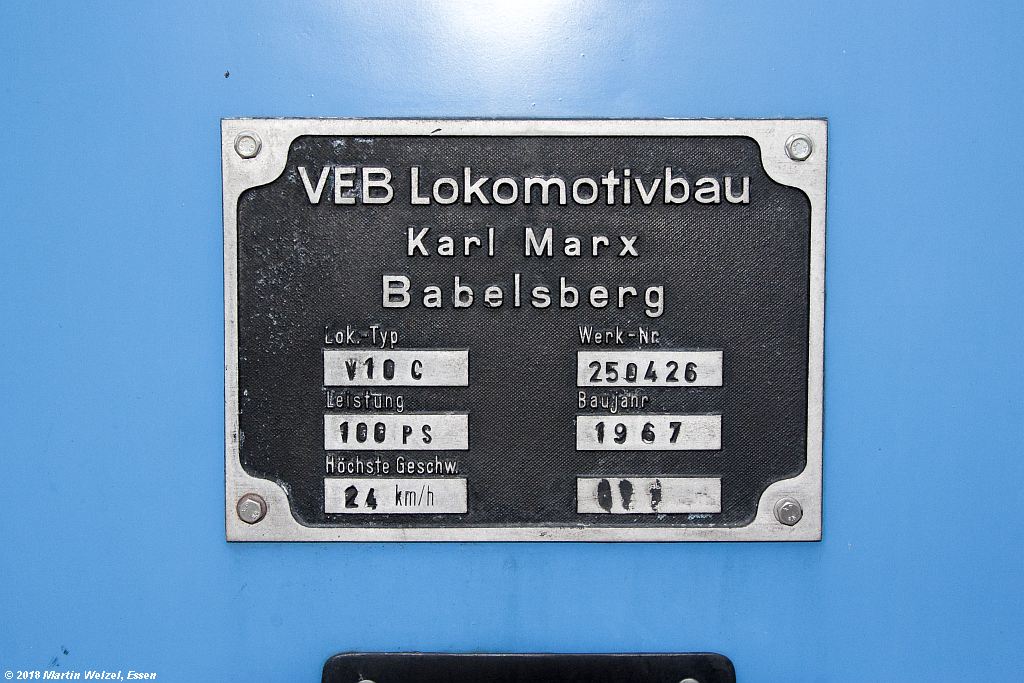 VEB Lokomotivbau
Karl Marx
Babelsberg
Lok.-Typ Werk-Nr.
V10 C 250426
Leistung Baujahr
100 PS 1967
Höchste Geschw.
24 km/h
© 2018 Martin Welzel, Essen